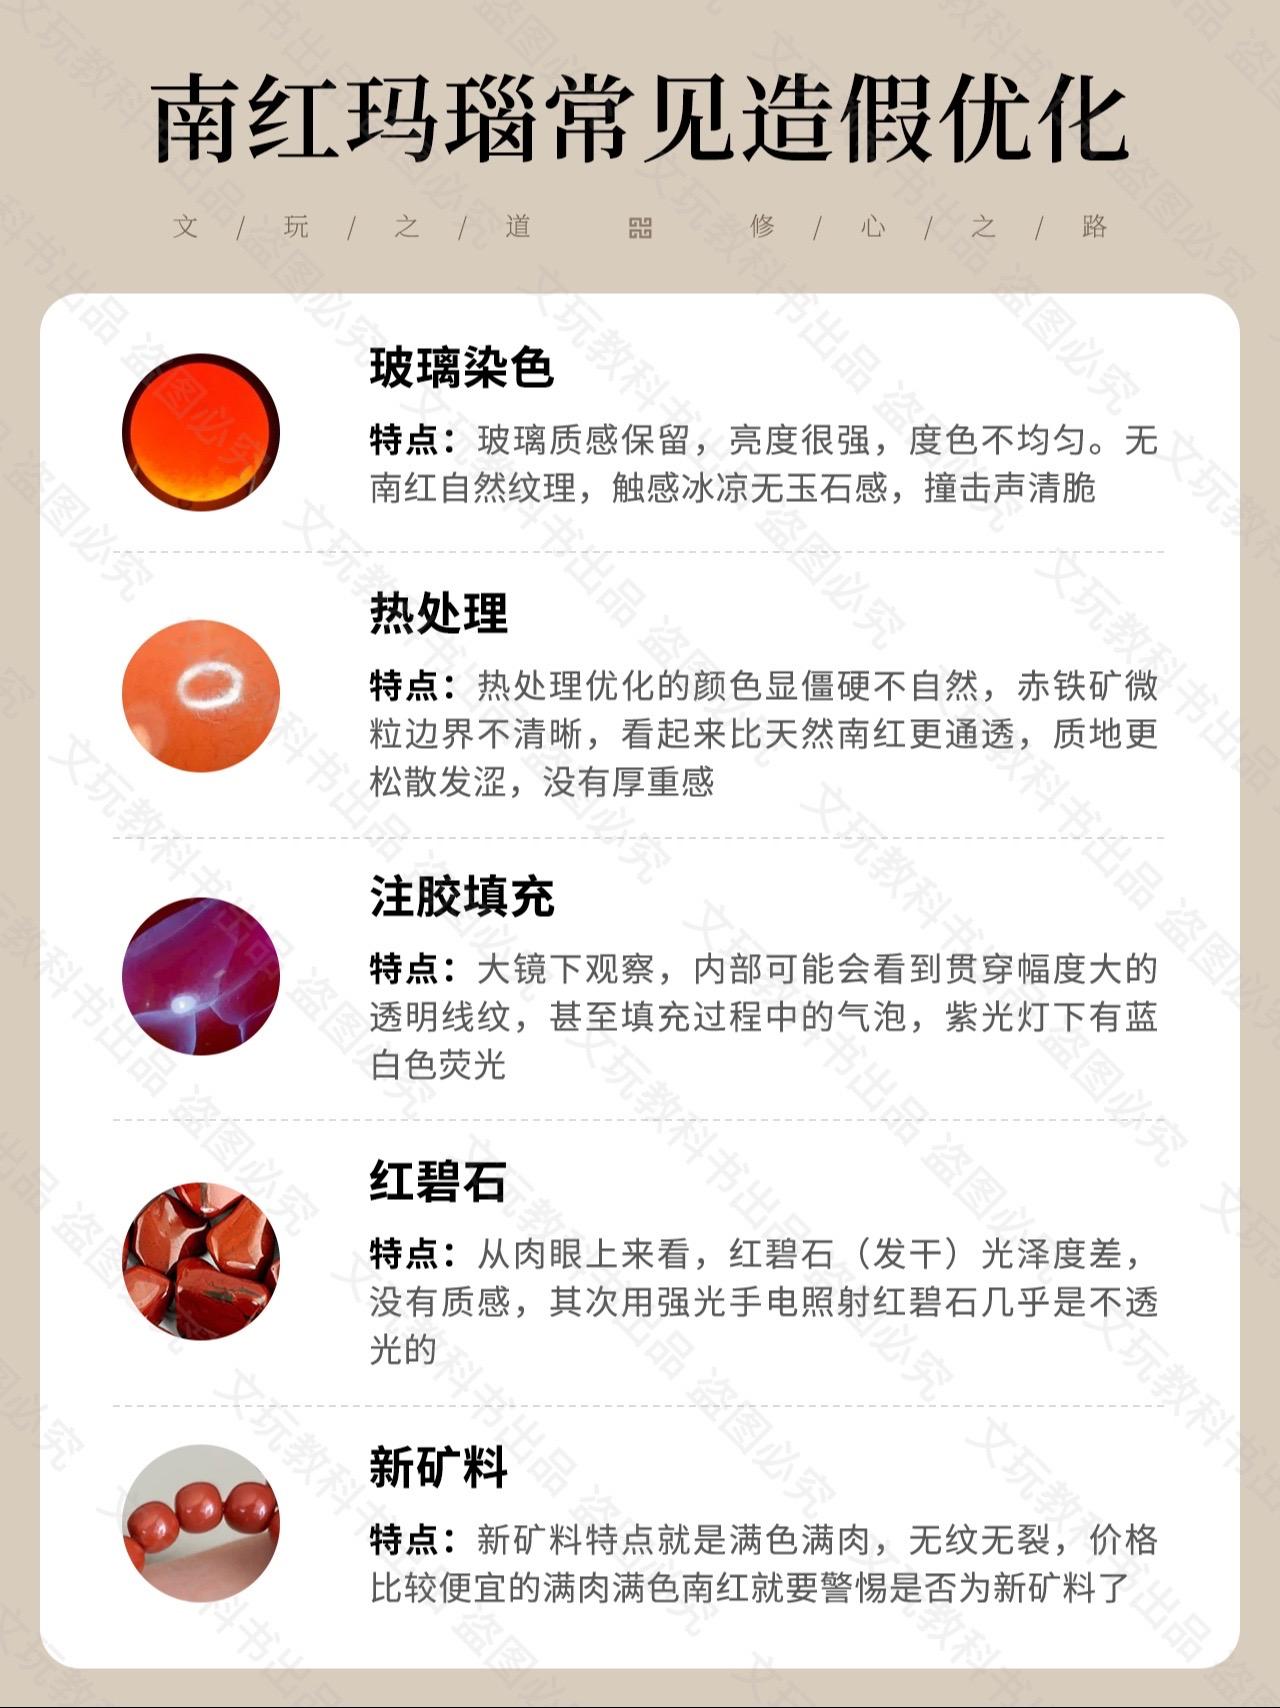 南红玛瑙常见造假优化
文 / 玩 / 之 / 道 修 / 心 / 之 / 路
玻璃染色
特点：玻璃质感保留，亮度很强，度色不均匀。无
南红自然纹理，触感冰凉无玉石感，撞击声清脆
热处理
特点：热处理优化的颜色显僵硬不自然，赤铁矿微
粒边界不清晰，看起来比天然南红更通透，质地更
松散发涩，没有厚重感
注胶填充
特点：大镜下观察，内部可能会看到贯穿幅度大的
透明线纹，甚至填充过程中的气泡，紫光灯下有蓝
白色荧光
红碧石
特点：从肉眼上来看，红碧石（发干）光泽度差，
没有质感，其次用强光手电照射红碧石几乎是不透
光的
新矿料
特点：新矿料特点就是满色满肉，无纹无裂，价格
比较便宜的满肉满色南红就要警惕是否为新矿料了
文玩教科书出品 盗图必究